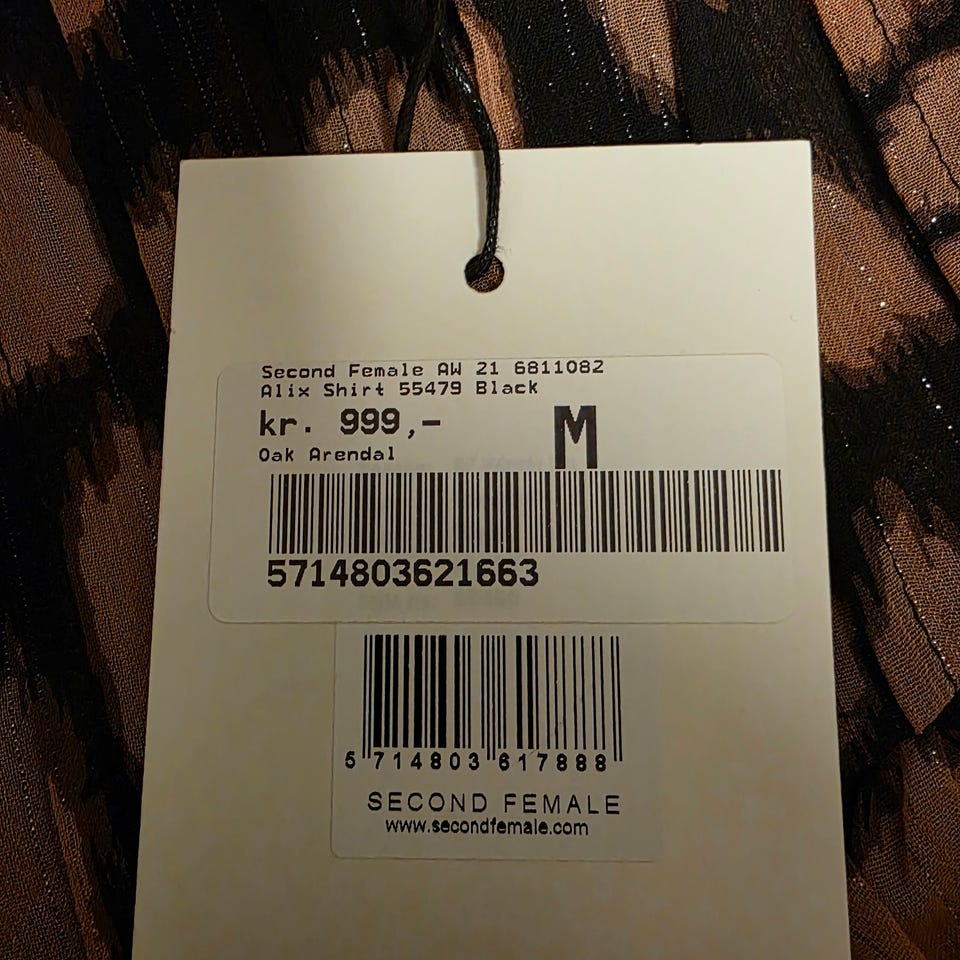 Second Female AW 21 6811082
Alix Shirt 55479 Black
kr. 999,-
M
Oak Arendal
5714803621663
5 714803 617888
SECOND FEMALE
www.secondfemale.com